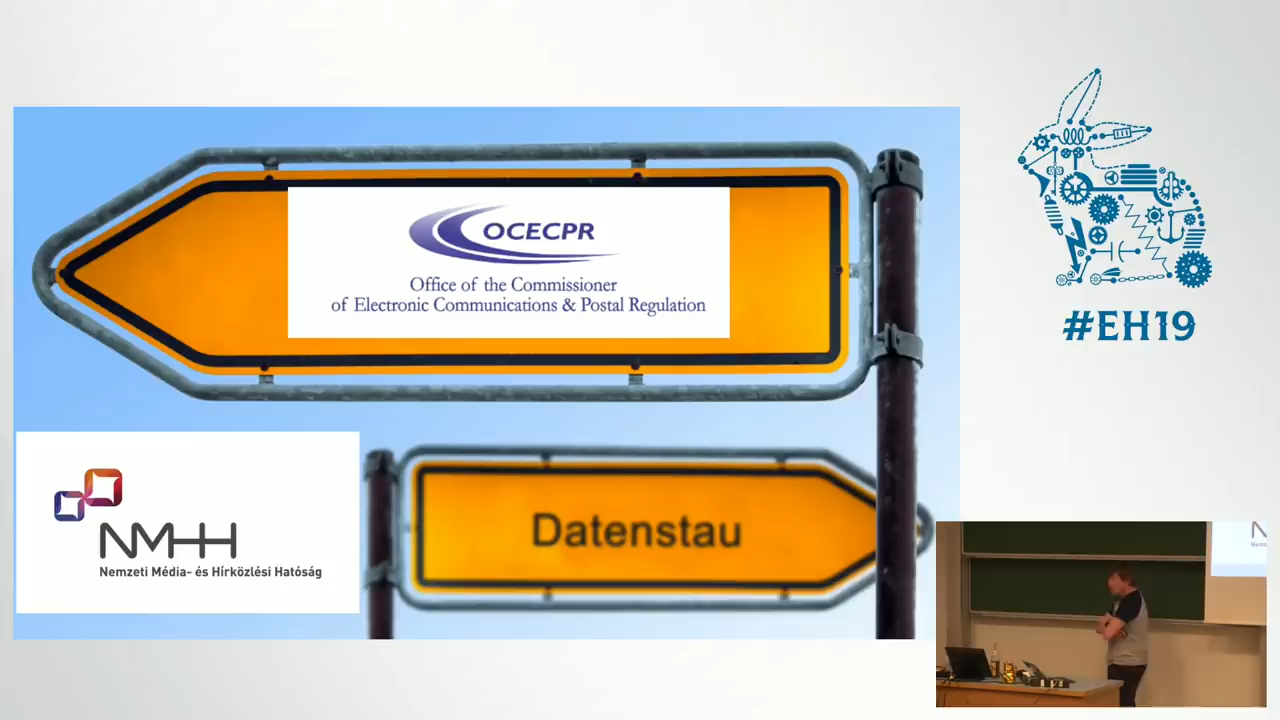 OCECPR
Office of the Commissioner
of Electronic Communications & Postal Regulation
#EH19
NMHH
Nemzeti Média- és Hírközlési Hatóság
Datenstau